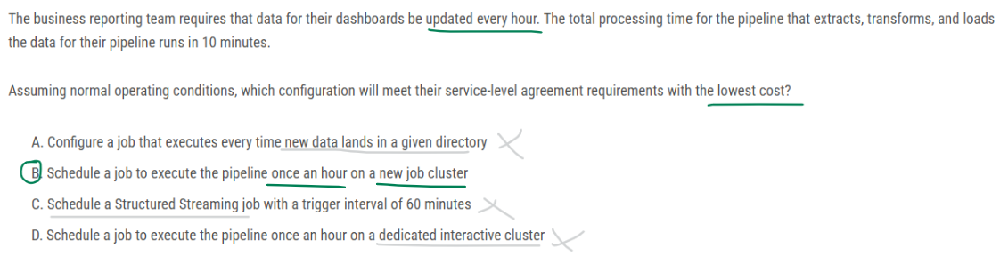 The business reporting team requires that data for their dashboards be updated every hour. The total processing time for the pipeline that extracts, transforms, and loads
the data for their pipeline runs in 10 minutes.
Assuming normal operating conditions, which configuration will meet their service-level agreement requirements with the lowest cost?
A. Configure a job that executes every time new data lands in a given directory
B. Schedule a job to execute the pipeline once an hour on a new job cluster
C. Schedule a Structured Streaming job with a trigger interval of 60 minutes
D. Schedule a job to execute the pipeline once an hour on a dedicated interactive cluster